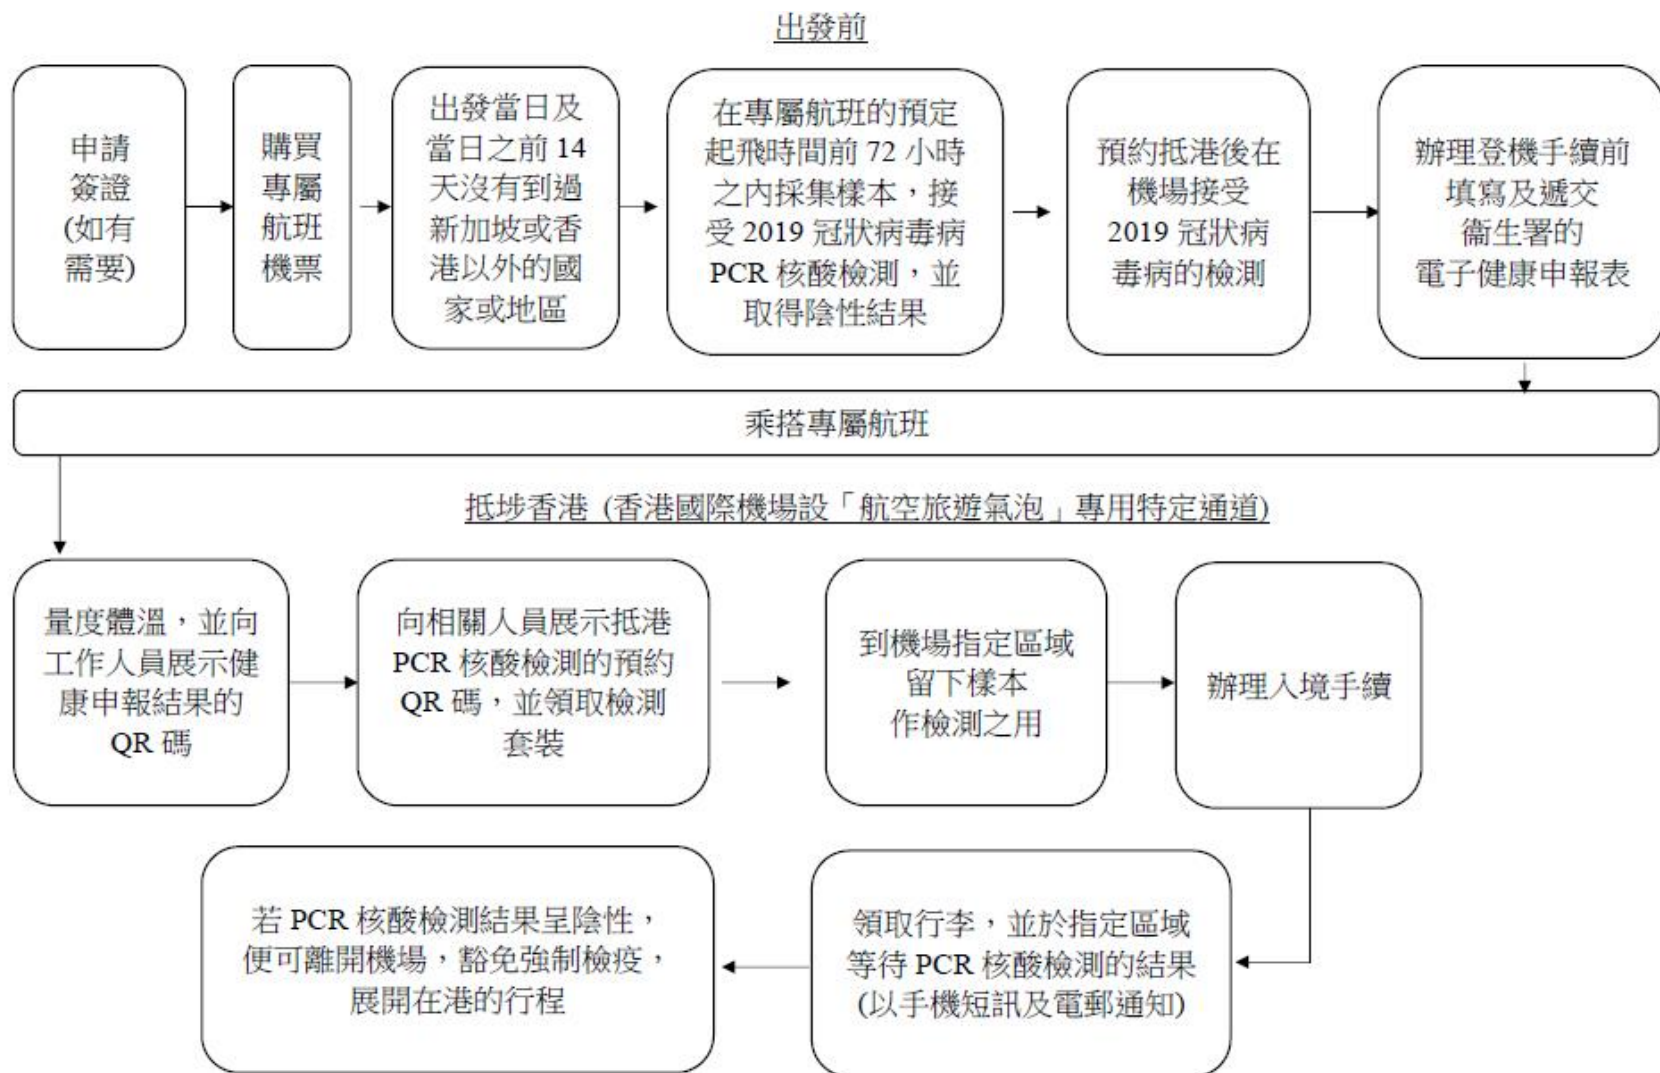 出發前
申請
簽證
(如有
需要)
購買
專屬
航班
機票
出發當日及
當日之前 14
天沒有到過
新加坡或香
港以外的國
家或地區
在專屬航班的預定
起飛時間前 72 小時
之內採集樣本，接
受 2019 冠狀病毒病
PCR 核酸檢測，並
取得陰性結果
預約抵港後在
機場接受
2019 冠狀病
毒病的檢測
辦理登機手續前
填寫及遞交
衞生署的
電子健康申報表
乘搭專屬航班
抵埗香港 (香港國際機場設「航空旅遊氣泡」專用特定通道)
量度體溫，並向
工作人員展示健
康申報結果的
QR 碼
向相關人員展示抵港
PCR 核酸檢測的預約
QR 碼，並領取檢測
套裝
到機場指定區域
留下樣本
作檢測之用
辦理入境手續
領取行李，並於指定區域
等待 PCR 核酸檢測的結果
(以手機短訊及電郵通知)
若 PCR 核酸檢測結果呈陰性，
便可離開機場，豁免強制檢疫，
展開在港的行程